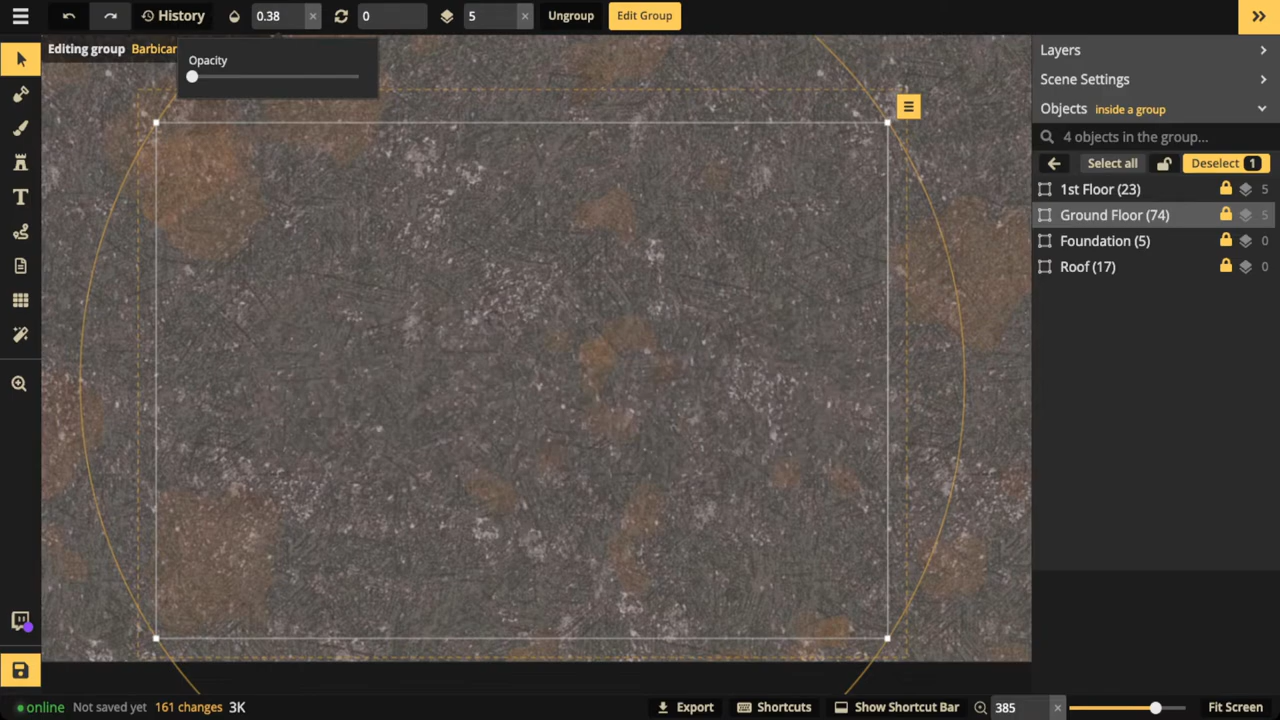 History
0.38
×
0
5
×
Ungroup
Edit Group
Editing group Barbican
Opacity
Layers
Scene Settings
Objects inside a group
4 objects in the group...
Select all
Deselect 1
1st Floor (23) 5
Ground Floor (74) 5
Foundation (5) 0
Roof (17) 0
online Not saved yet 161 changes 3K
Export
Shortcuts
Show Shortcut Bar
385
×
Fit Screen